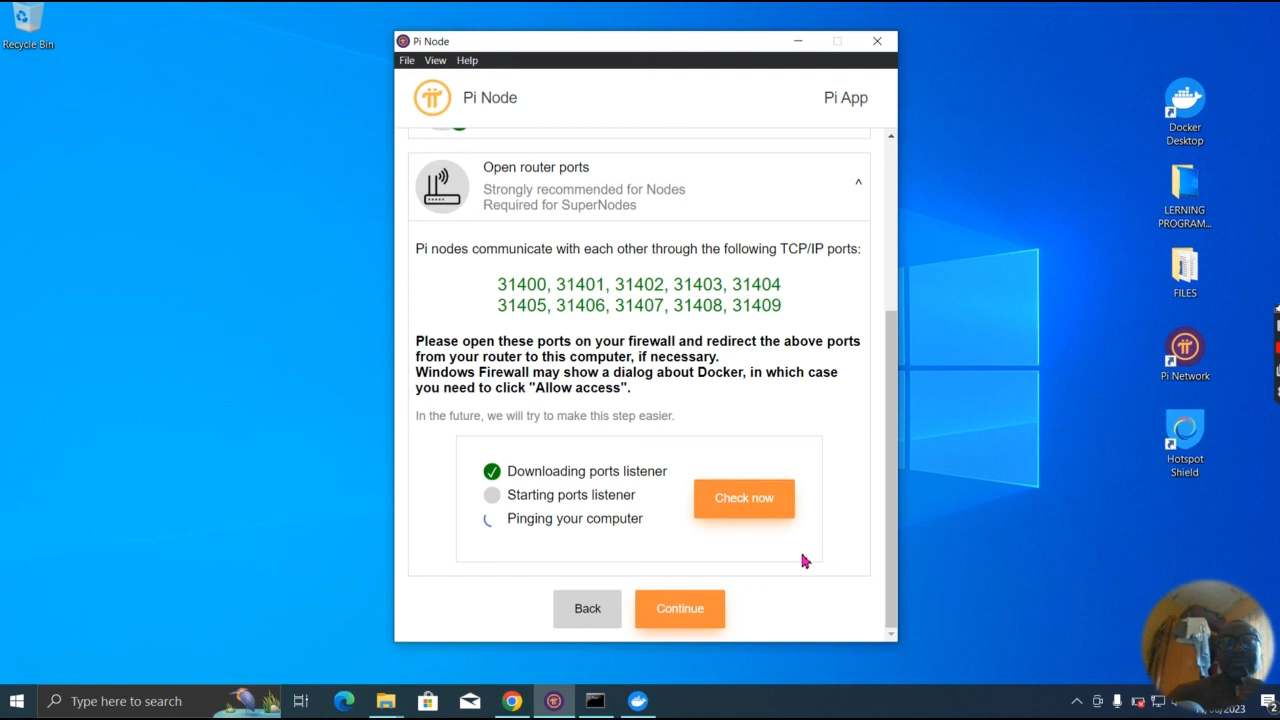 Recycle Bin
Pi Node
File View Help
Pi Node
Pi App
Open router ports
Strongly recommended for Nodes
Required for SuperNodes
Pi nodes communicate with each other through the following TCP/IP ports:
31400, 31401, 31402, 31403, 31404
31405, 31406, 31407, 31408, 31409
Please open these ports on your firewall and redirect the above ports
from your router to this computer, if necessary.
Windows Firewall may show a dialog about Docker, in which case
you need to click "Allow access".
In the future, we will try to make this step easier.
Downloading ports listener
Starting ports listener
Pinging your computer
Check now
Back
Continue
Docker
Desktop
LERNING
PROGRAM...
FILES
Pi Network
Hotspot
Shield
Type here to search
2